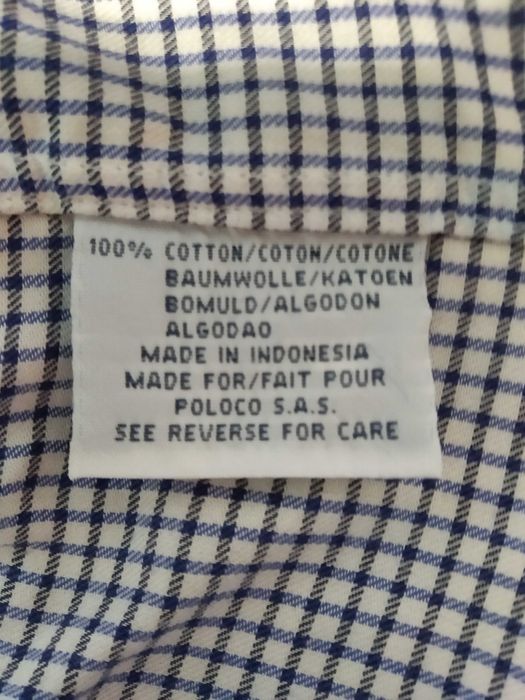 100% COTTON/COTON/COTONE
BAUMWOLLE/KATOEN
BOMULD/ALGODON
ALGODAO
MADE IN INDONESIA
MADE FOR/FAIT POUR
POLOCO S.A.S.
SEE REVERSE FOR CARE